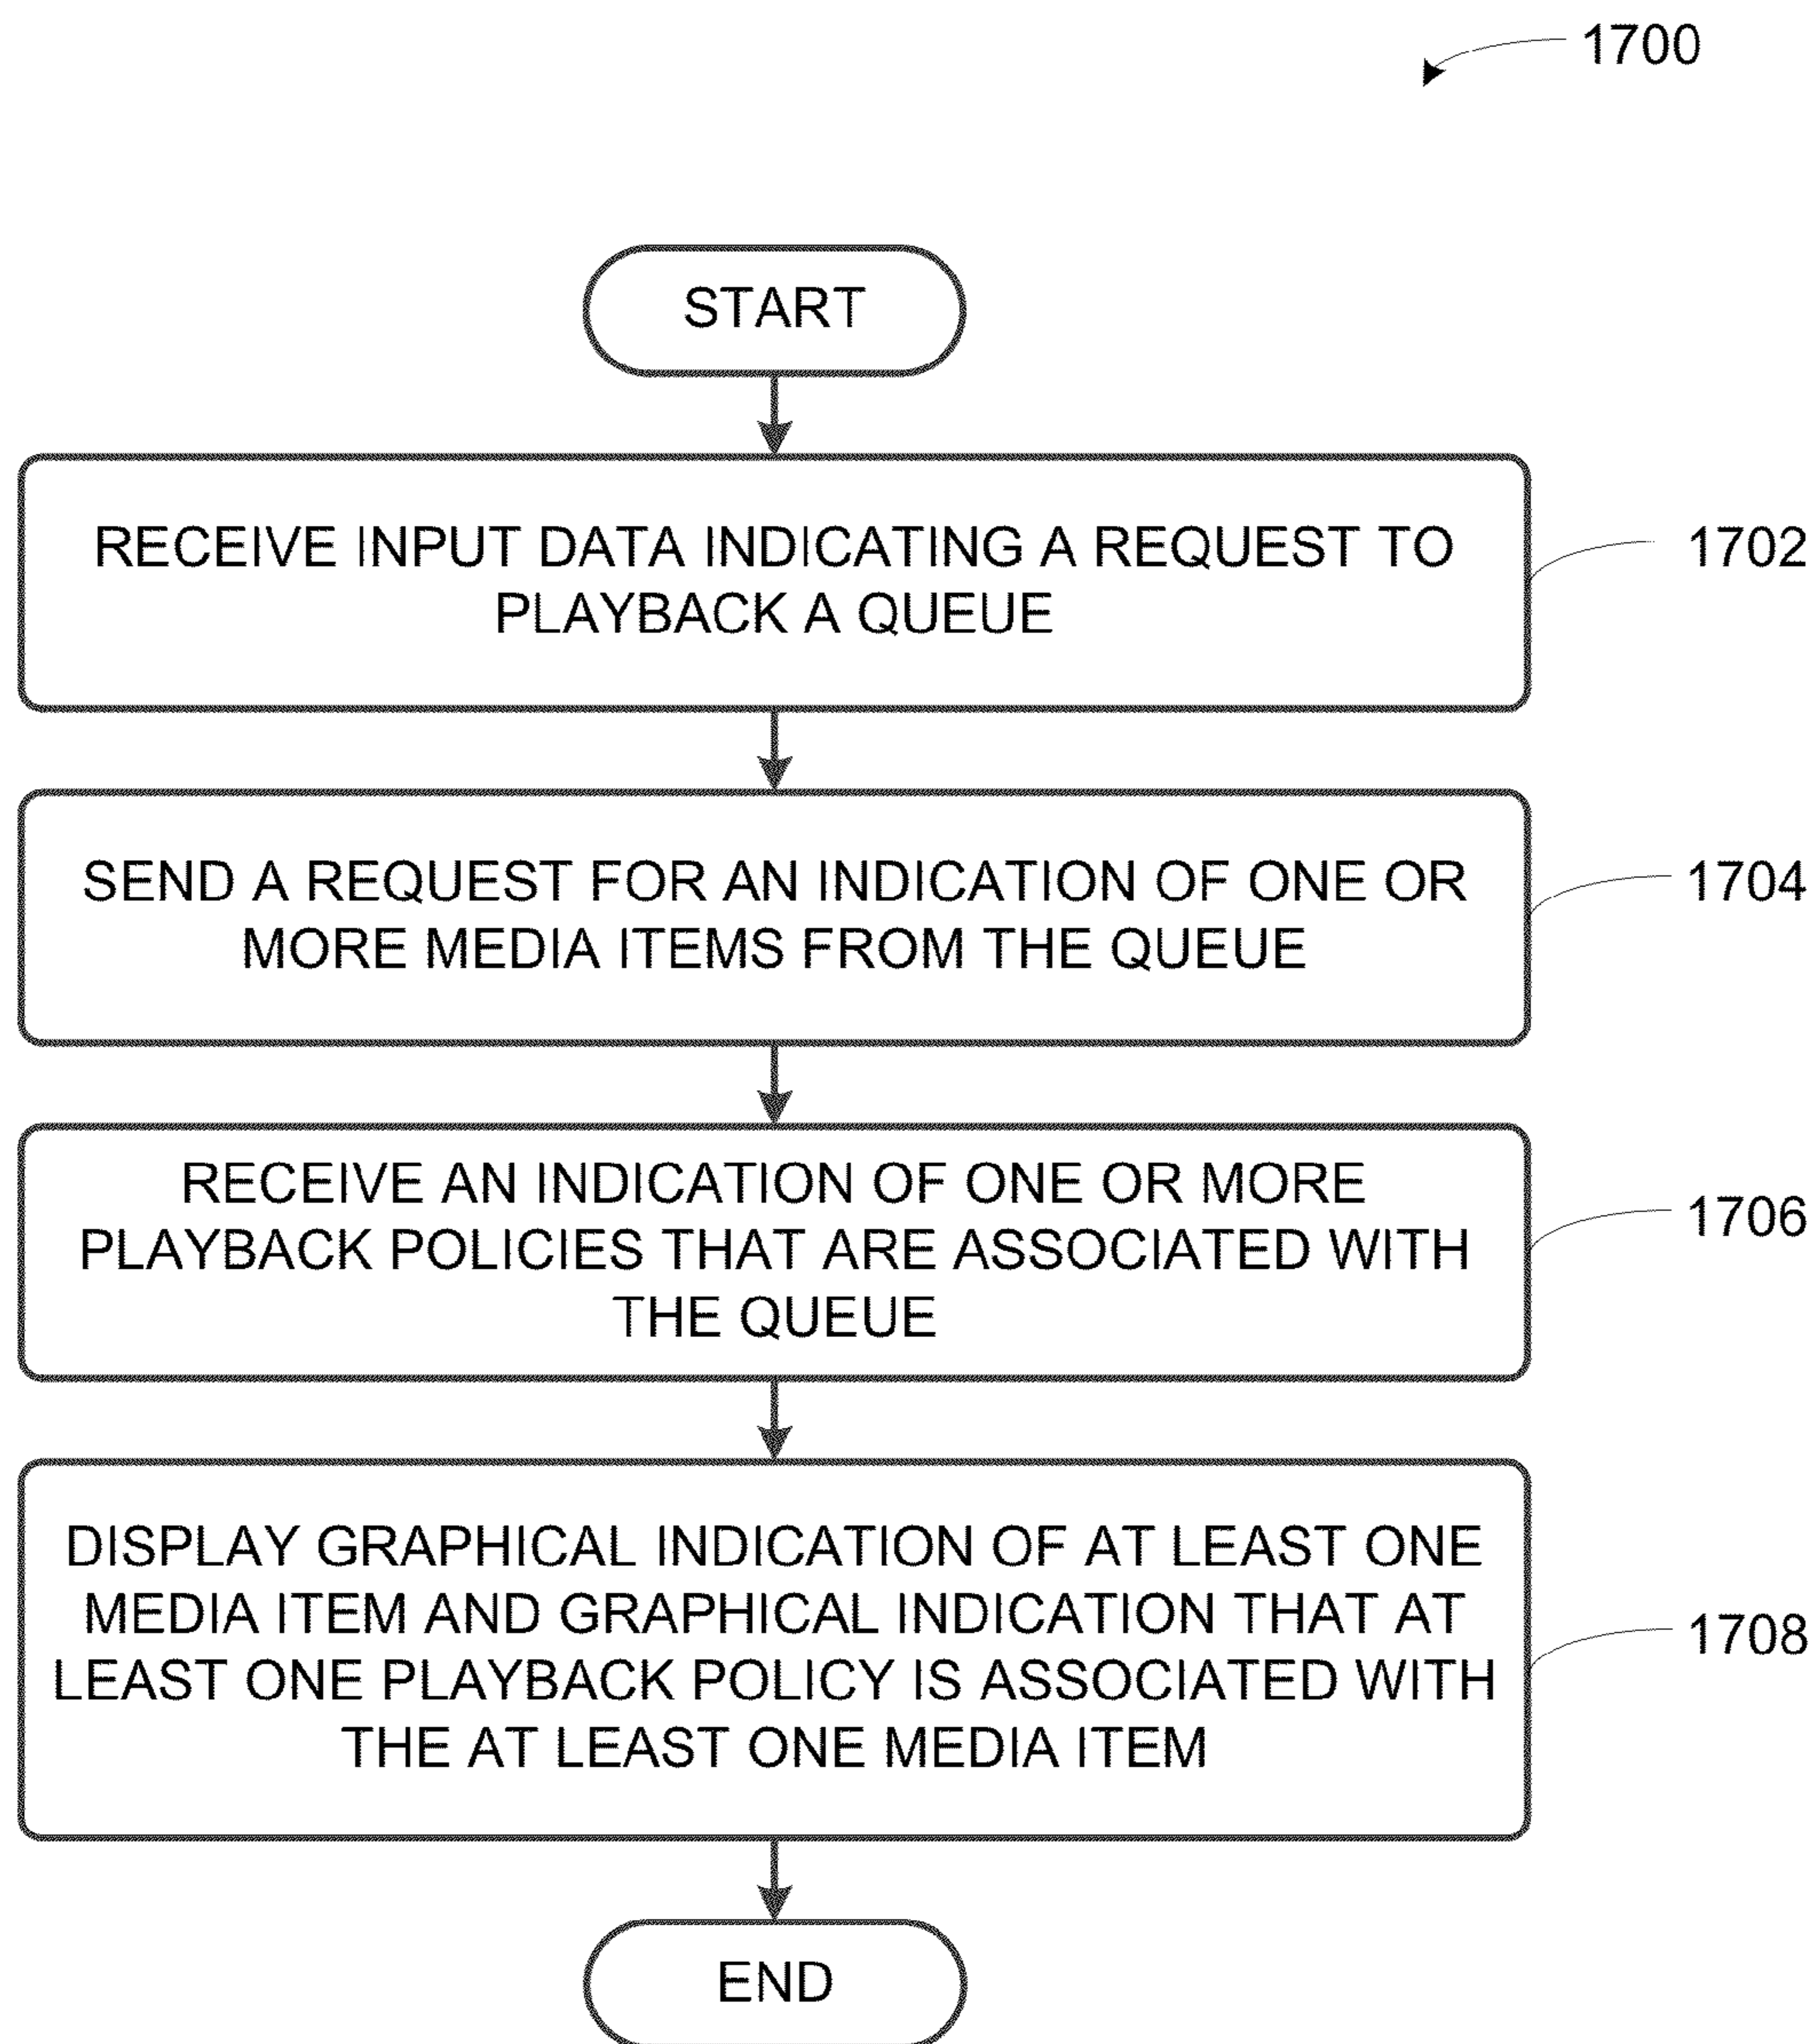 1700
START
RECEIVE INPUT DATA INDICATING A REQUEST TO
PLAYBACK A QUEUE
1702
SEND A REQUEST FOR AN INDICATION OF ONE OR
MORE MEDIA ITEMS FROM THE QUEUE
1704
RECEIVE AN INDICATION OF ONE OR MORE
PLAYBACK POLICIES THAT ARE ASSOCIATED WITH
THE QUEUE
1706
DISPLAY GRAPHICAL INDICATION OF AT LEAST ONE
MEDIA ITEM AND GRAPHICAL INDICATION THAT AT
LEAST ONE PLAYBACK POLICY IS ASSOCIATED WITH
THE AT LEAST ONE MEDIA ITEM
1708
END